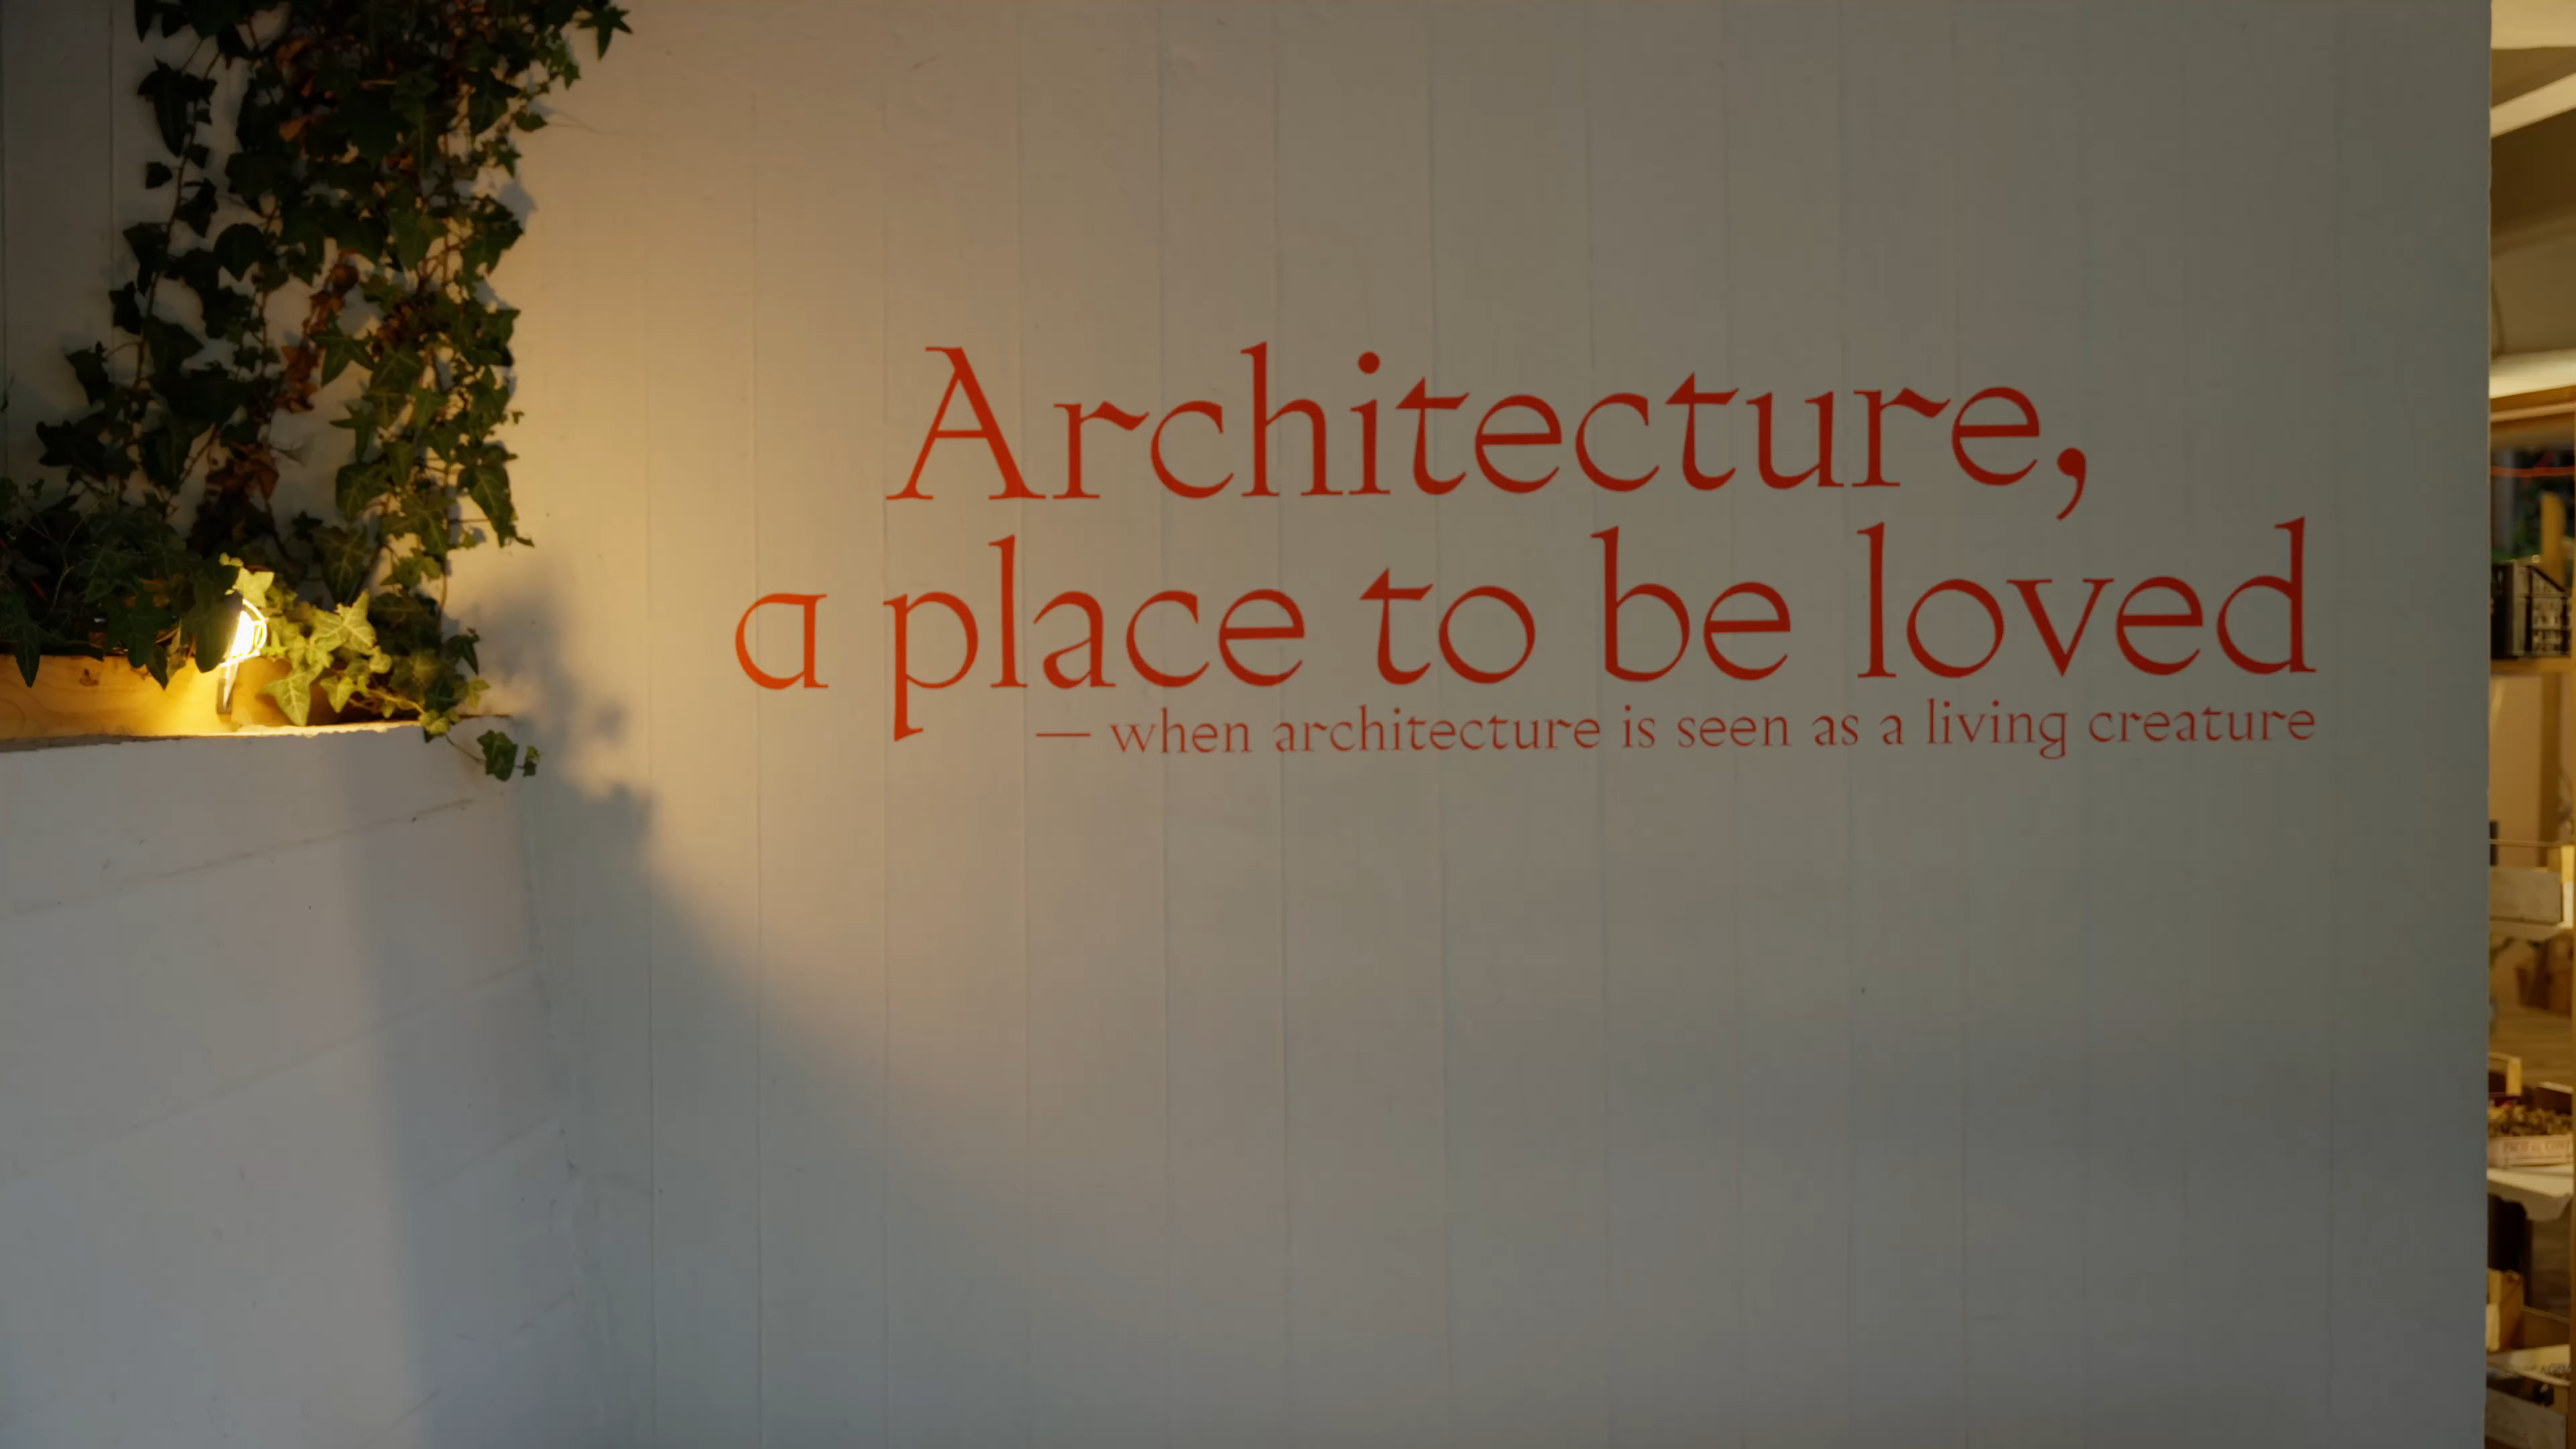 Architecture,
a place to be loved
— when architecture is seen as a living creature